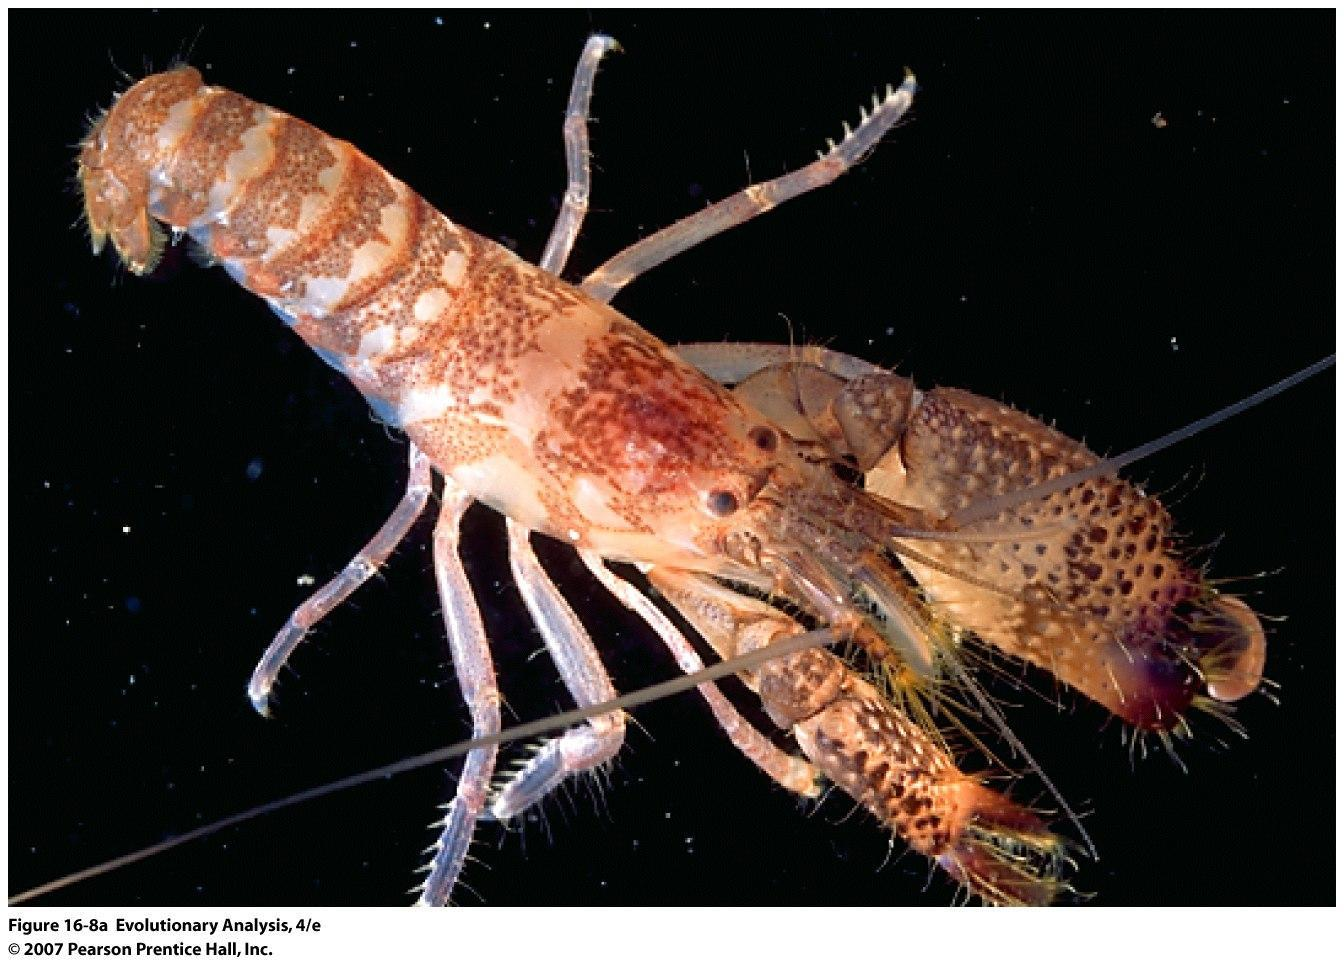 Figure 16-8a Evolutionary Analysis, 4/e
© 2007 Pearson Prentice Hall, Inc.